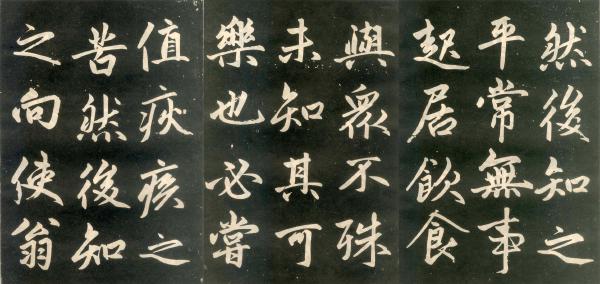 然後知之
平常無事
起居飲食
與眾不殊
未知其可
樂也必嘗
值疢疾之
苦然後知
之向使翁